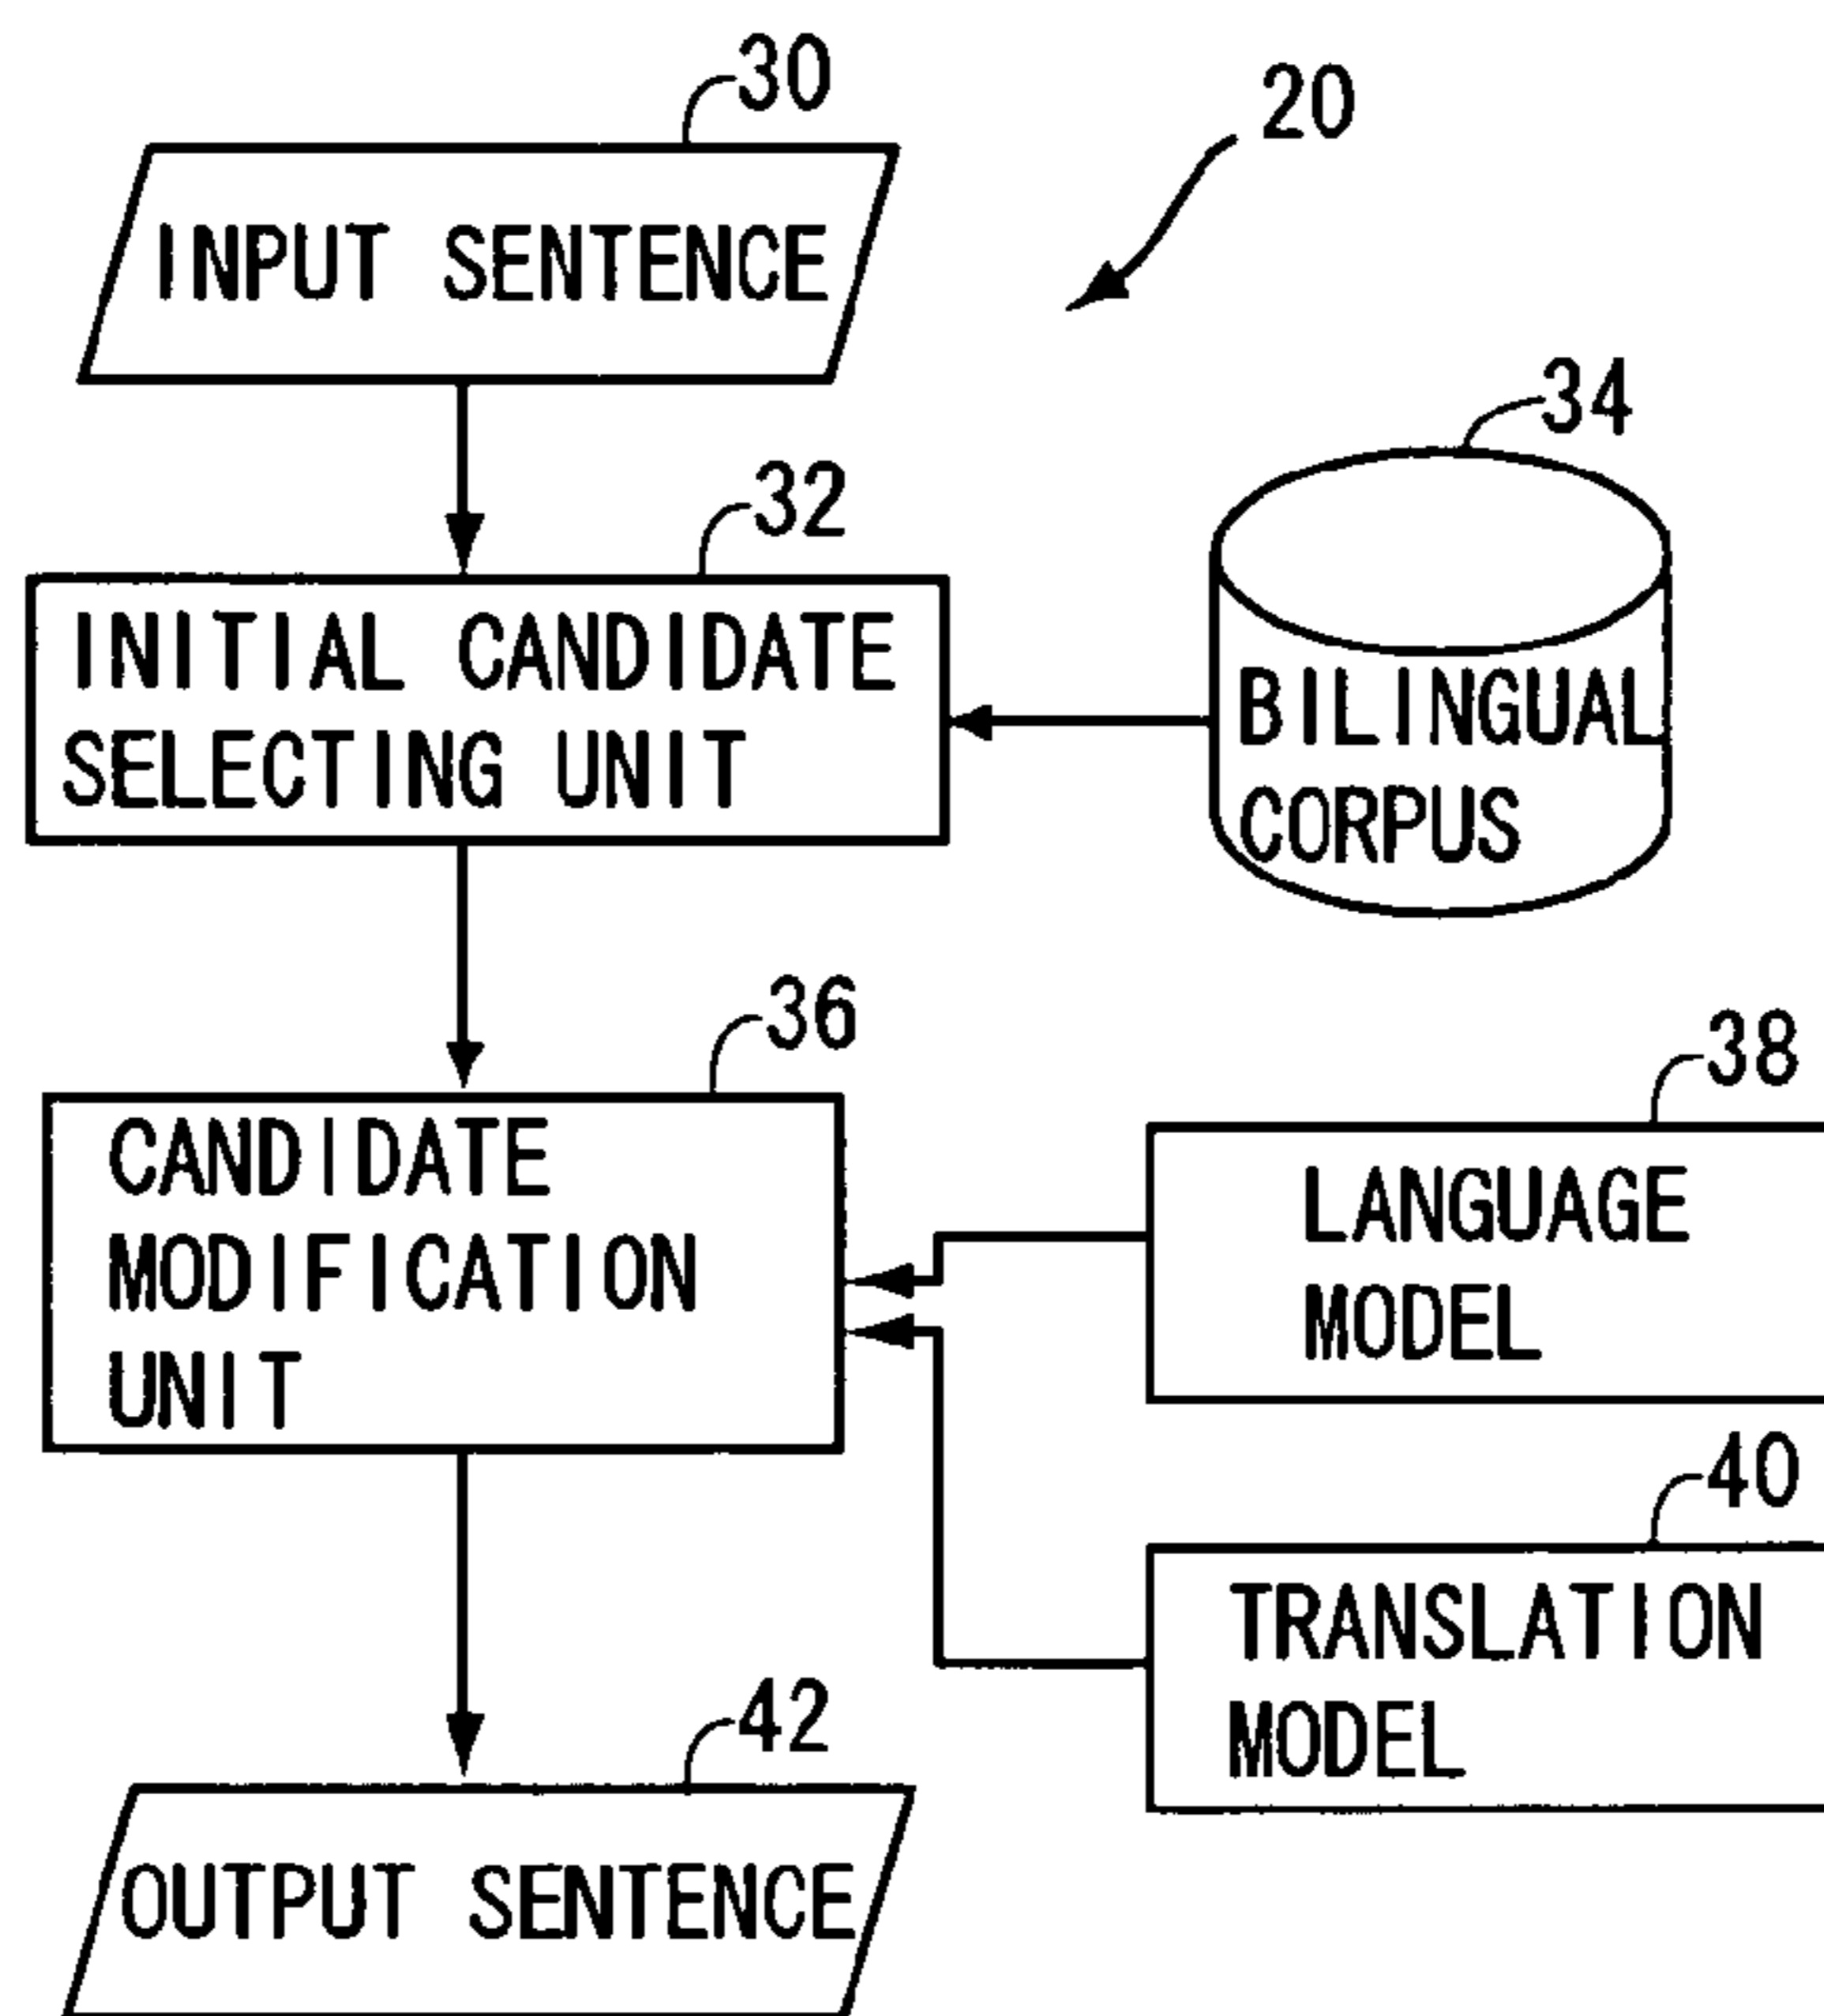 30
20
INPUT SENTENCE
34
32
INITIAL CANDIDATE
SELECTING UNIT
BILINGUAL
CORPUS
36
38
CANDIDATE
MODIFICATION
UNIT
LANGUAGE
MODEL
40
TRANSLATION
MODEL
42
OUTPUT SENTENCE